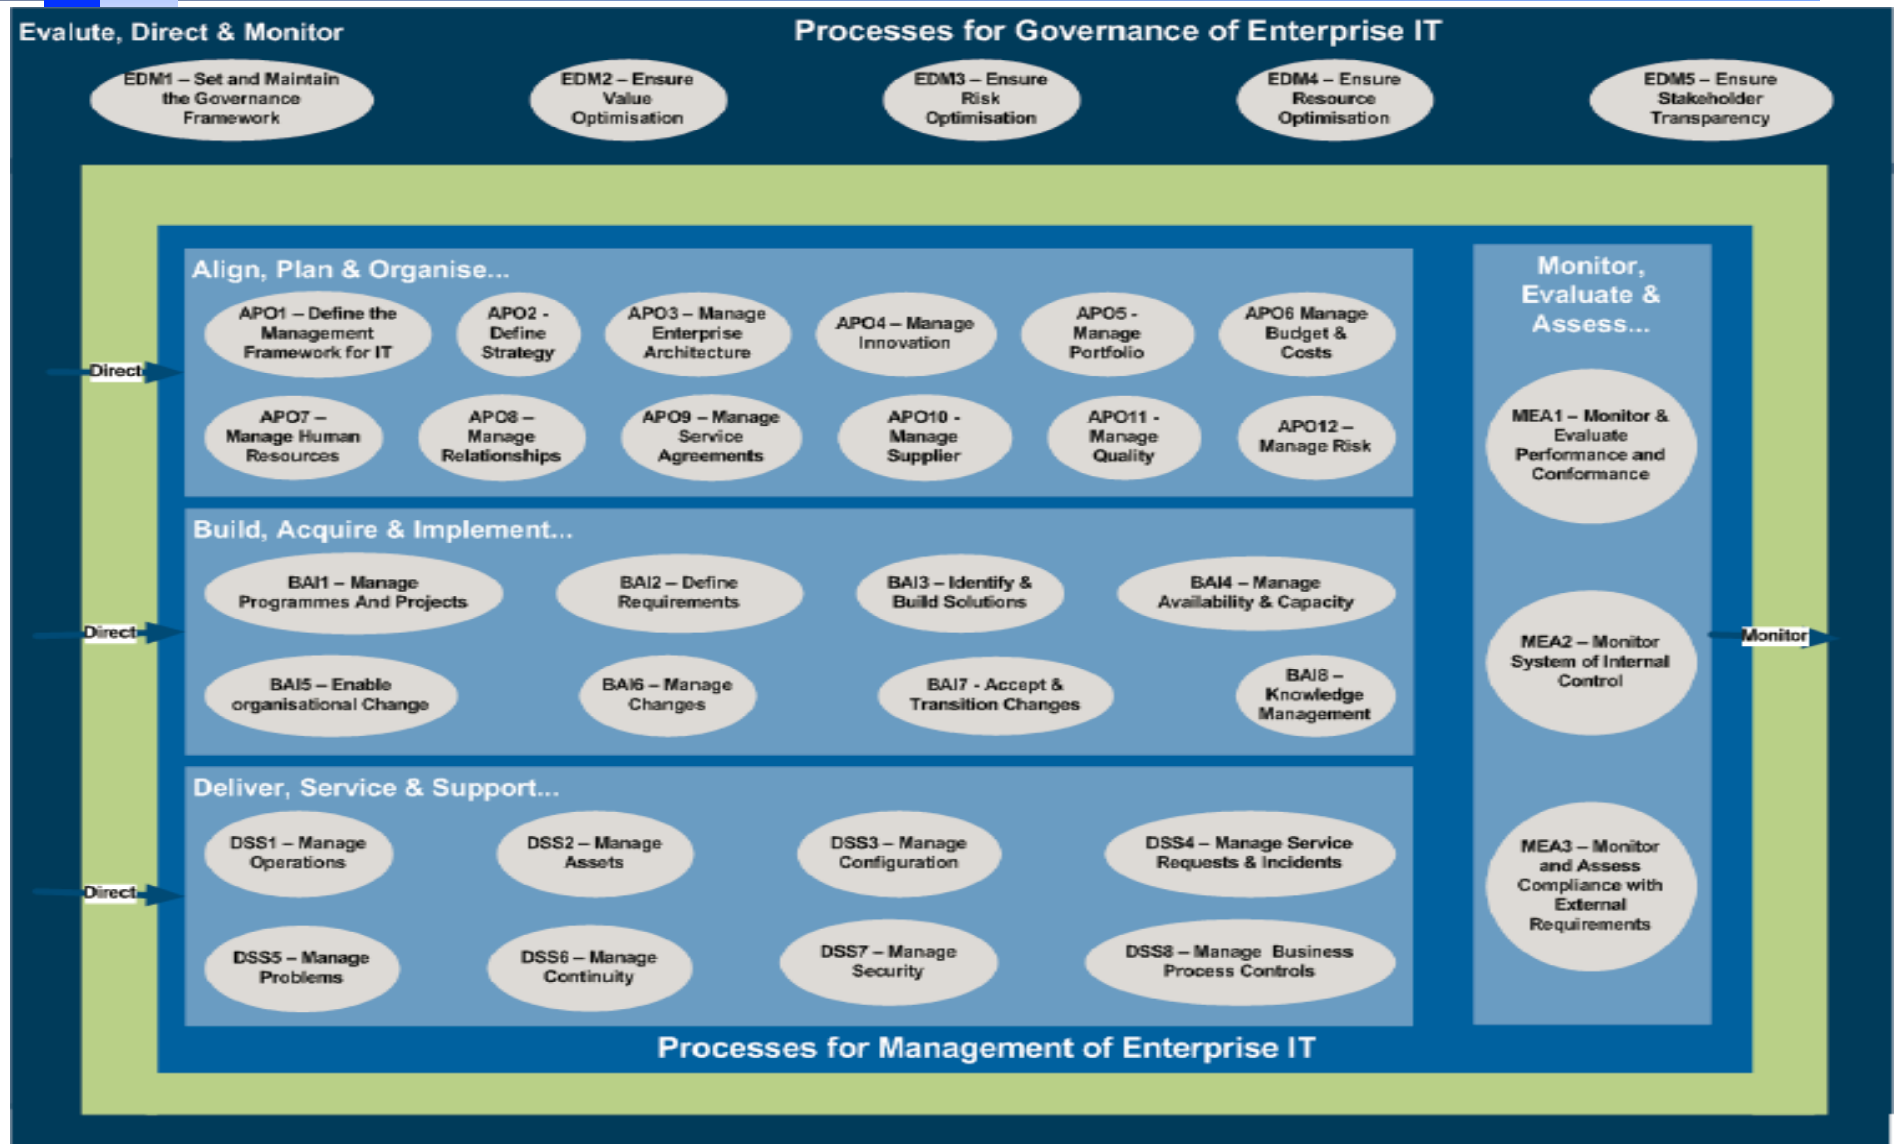 Evalute, Direct & Monitor
Processes for Governance of Enterprise IT
EDM1 – Set and Maintain
the Governance
Framework
EDM2 – Ensure
Value
Optimisation
EDM3 – Ensure
Risk
Optimisation
EDM4 – Ensure
Resource
Optimisation
EDM5 – Ensure
Stakeholder
Transparency
Align, Plan & Organise...
APO1 – Define the
Management
Framework for IT
APO2 -
Define
Strategy
APO3 – Manage
Enterprise
Architecture
APO4 – Manage
Innovation
APO5 -
Manage
Portfolio
APO6 Manage
Budget &
Costs
APO7 –
Manage Human
Resources
APO8 –
Manage
Relationships
APO9 – Manage
Service
Agreements
APO10 -
Manage
Supplier
APO11 -
Manage
Quality
APO12 –
Manage Risk
Direct
Build, Acquire & Implement...
BAI1 – Manage
Programmes And Projects
BAI2 – Define
Requirements
BAI3 – Identify &
Build Solutions
BAI4 – Manage
Availability & Capacity
BAI5 – Enable
organisational Change
BAI6 – Manage
Changes
BAI7 - Accept &
Transition Changes
BAI8 –
Knowledge
Management
Direct
Deliver, Service & Support...
DSS1 – Manage
Operations
DSS2 – Manage
Assets
DSS3 – Manage
Configuration
DSS4 – Manage Service
Requests & Incidents
DSS5 – Manage
Problems
DSS6 – Manage
Continuity
DSS7 – Manage
Security
DSS8 – Manage Business
Process Controls
Direct
Monitor,
Evaluate &
Assess...
MEA1 – Monitor &
Evaluate
Performance and
Conformance
MEA2 – Monitor
System of Internal
Control
MEA3 – Monitor
and Assess
Compliance with
External
Requirements
Monitor
Processes for Management of Enterprise IT